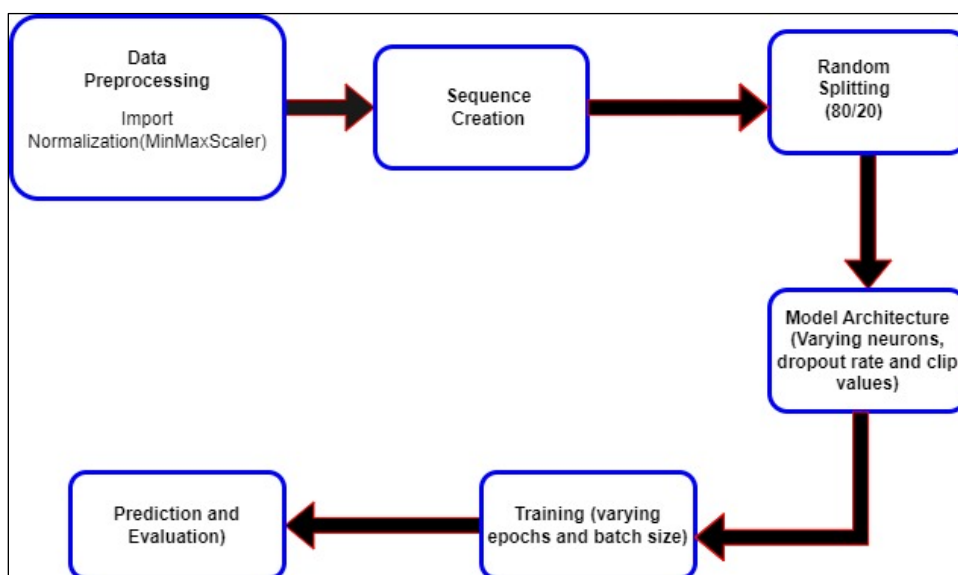 Data
Preprocessing
Import
Normalization(MinMaxScaler)
Sequence
Creation
Random
Splitting
(80/20)
Model Architecture
(Varying neurons,
dropout rate and clip
values)
Training (varying
epochs and batch size)
Prediction and
Evaluation)